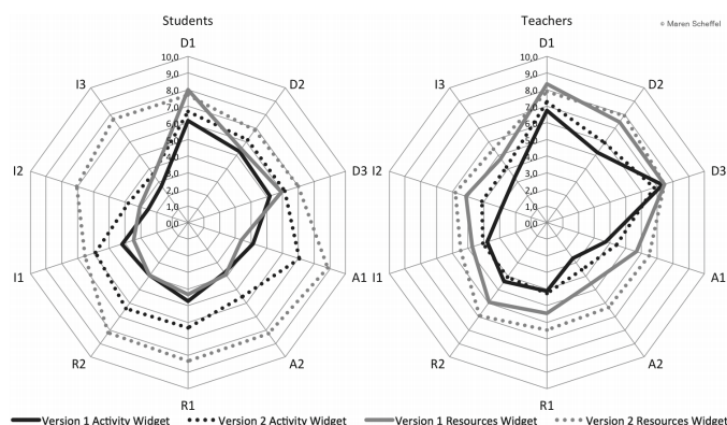 Students
Teachers
© Maren Scheffel
D1
D2
D3
A1
A2
R1
R2
I1
I2
I3
10,0
9,0
8,0
7,0
6,0
5,0
4,0
3,0
2,0
1,0
0,0
D1
D2
D3
A1
A2
R1
R2
I1
I2
I3
10,0
9,0
8,0
7,0
6,0
5,0
4,0
3,0
2,0
1,0
0,0
Version 1 Activity Widget
Version 2 Activity Widget
Version 1 Resources Widget
Version 2 Resources Widget